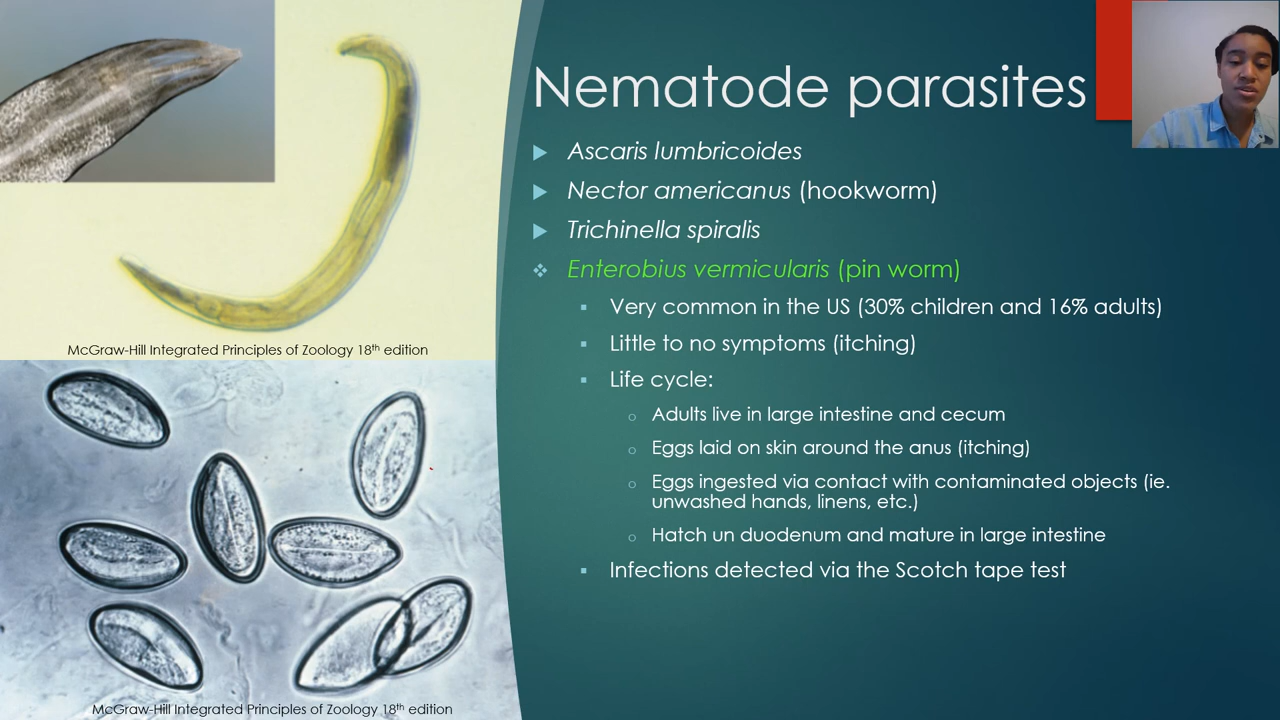 Nematode parasites
Ascaris lumbricoides
Nector americanus (hookworm)
Trichinella spiralis
Enterobius vermicularis (pin worm)
Very common in the US (30% children and 16% adults)
Little to no symptoms (itching)
Life cycle:
Adults live in large intestine and cecum
Eggs laid on skin around the anus (itching)
Eggs ingested via contact with contaminated objects (ie.
unwashed hands, linens, etc.)
Hatch un duodenum and mature in large intestine
Infections detected via the Scotch tape test
McGraw-Hill Integrated Principles of Zoology 18th edition
McGraw-Hill Integrated Principles of Zoology 18th edition